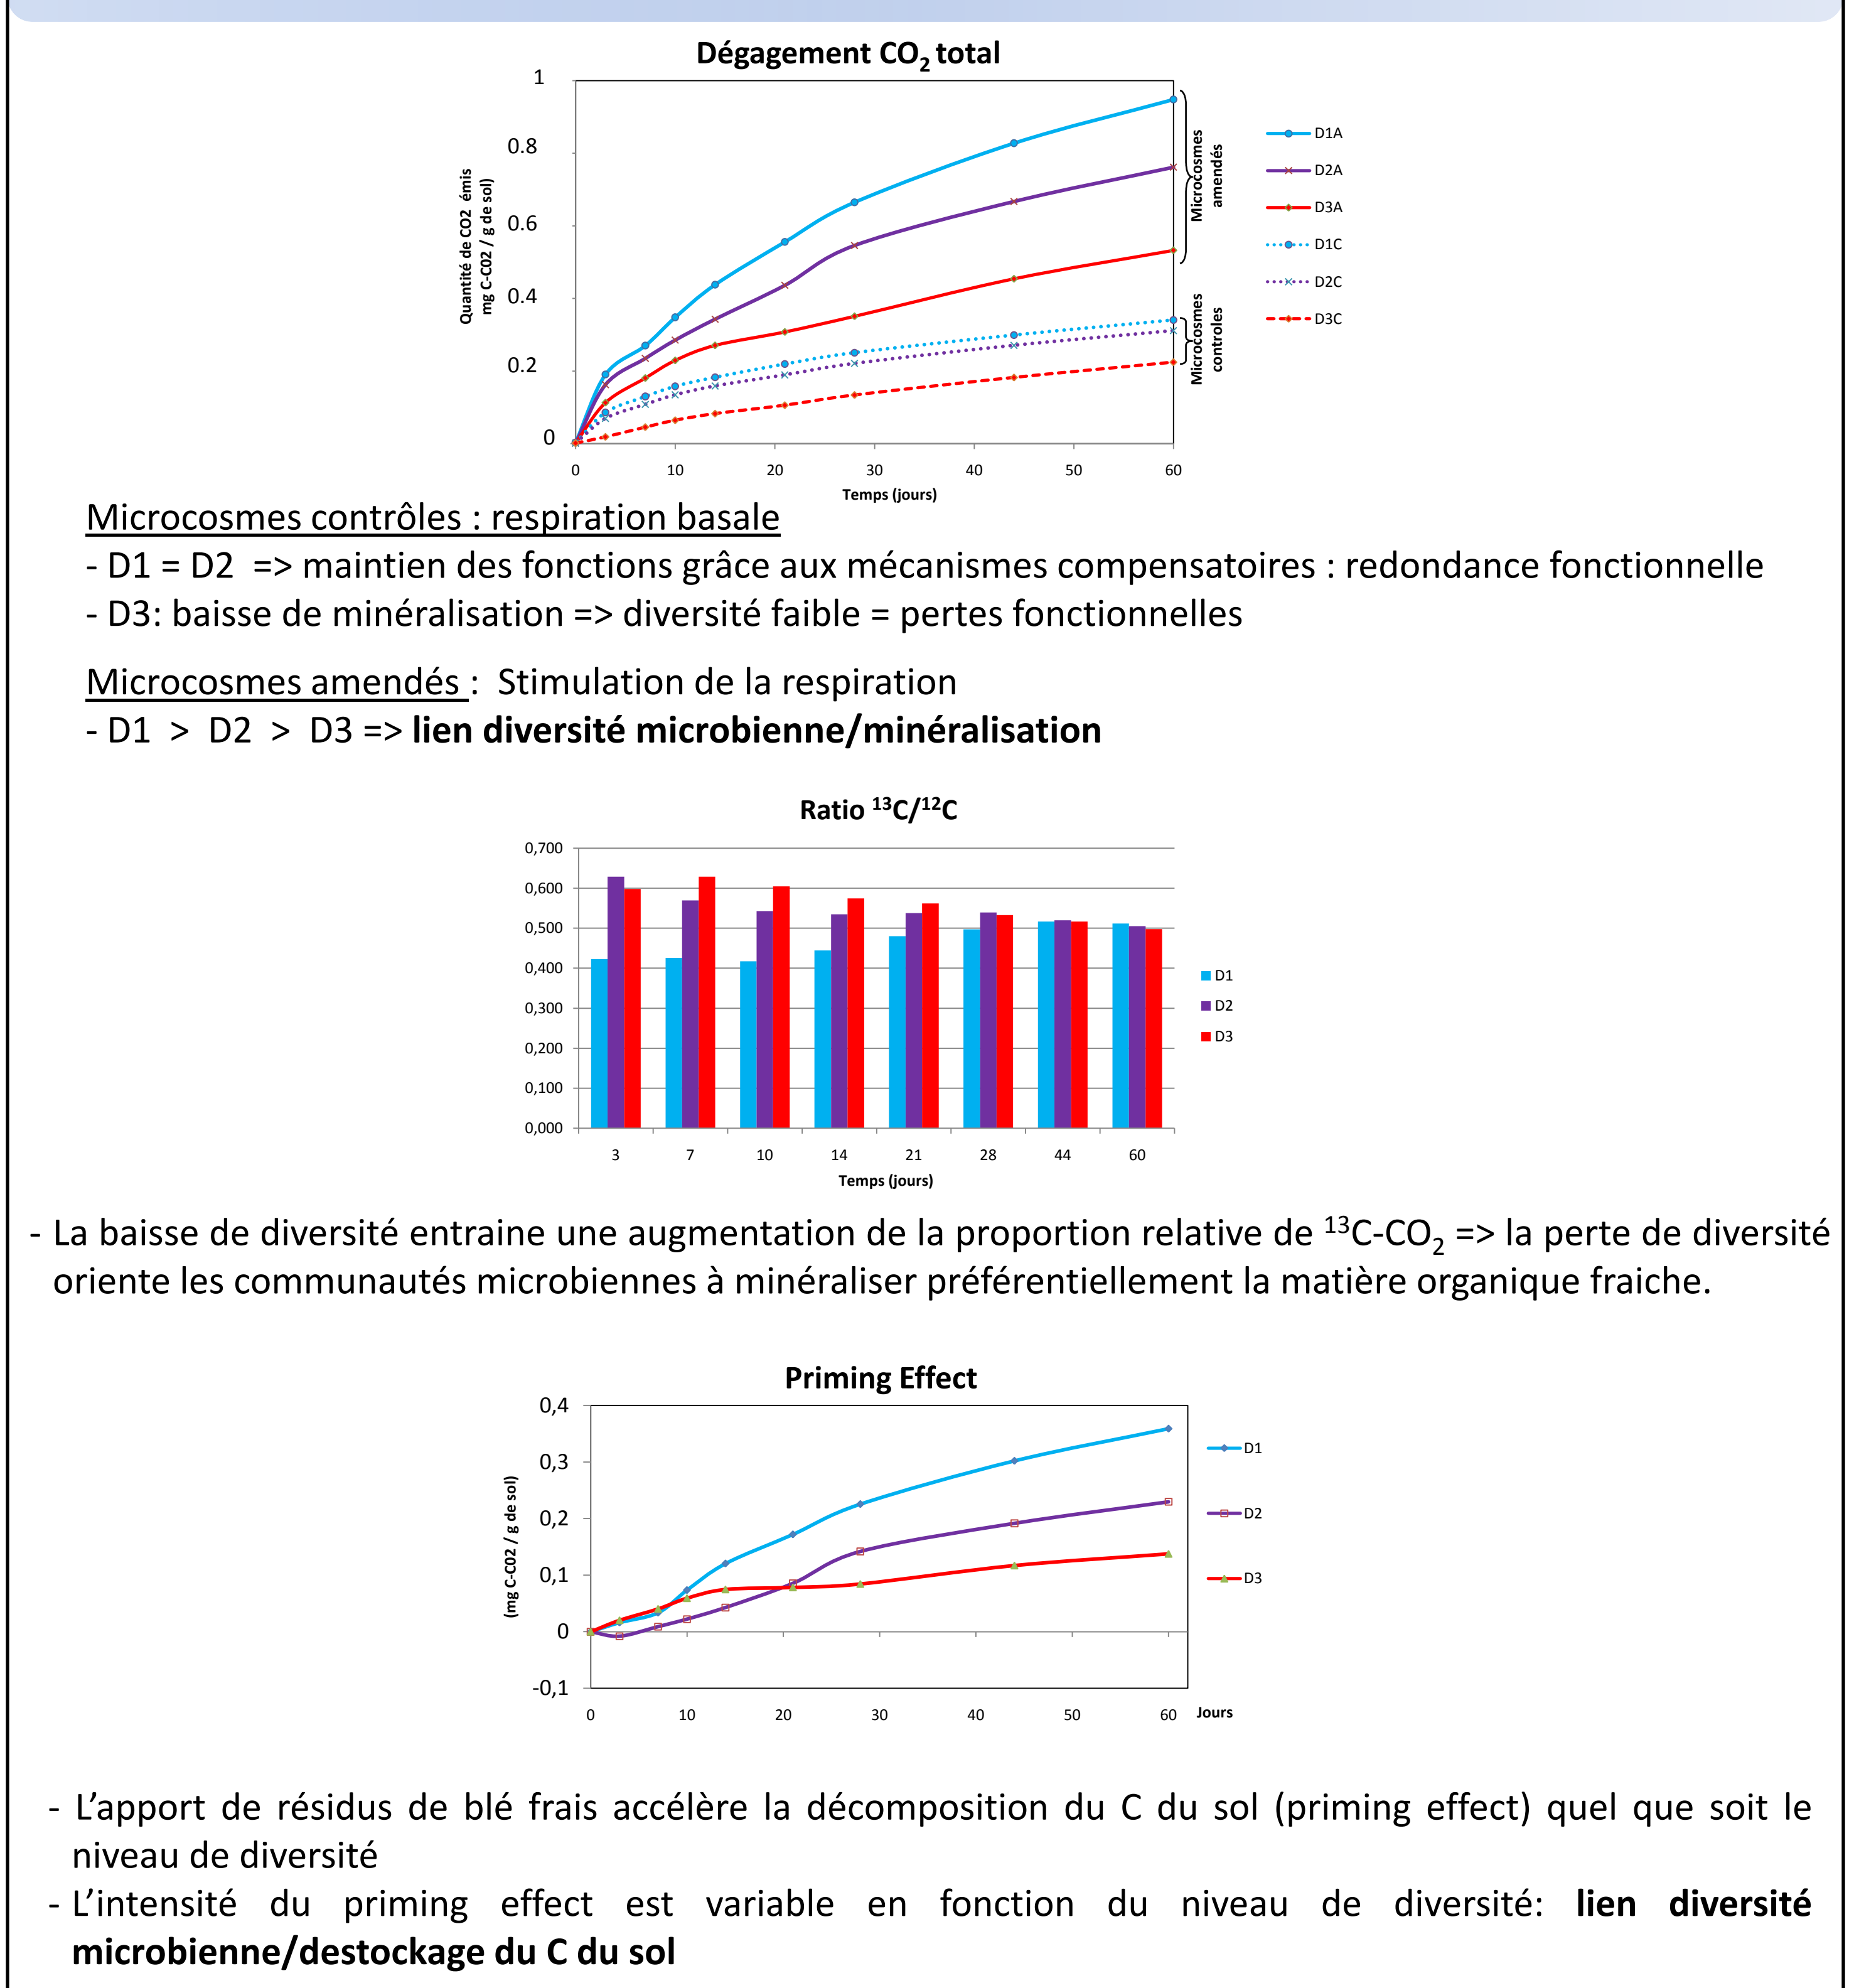 Dégagement CO2 total
1
0.8
0.6
0.4
0.2
0
Quantité de CO2 émis
mg C-C02 / g de sol)
0 10 20 30 40 50 60
Temps (jours)
Microcosmes
amendés
Microcosmes
controles
D1A
D2A
D3A
D1C
D2C
D3C
Microcosmes contrôles : respiration basale
- D1 = D2 => maintien des fonctions grâce aux mécanismes compensatoires : redondance fonctionnelle
- D3: baisse de minéralisation => diversité faible = pertes fonctionnelles
Microcosmes amendés : Stimulation de la respiration
- D1 > D2 > D3 => lien diversité microbienne/minéralisation
Ratio 13C/12C
0,700
0,600
0,500
0,400
0,300
0,200
0,100
0,000
3 7 10 14 21 28 44 60
Temps (jours)
D1
D2
D3
- La baisse de diversité entraine une augmentation de la proportion relative de 13C-CO2 => la perte de diversité
oriente les communautés microbiennes à minéraliser préférentiellement la matière organique fraiche.
Priming Effect
0,4
0,3
0,2
0,1
0
-0,1
(mg C-C02 / g de sol)
0 10 20 30 40 50 60 Jours
D1
D2
D3
- L’apport de résidus de blé frais accélère la décomposition du C du sol (priming effect) quel que soit le
niveau de diversité
- L’intensité du priming effect est variable en fonction du niveau de diversité: lien diversité
microbienne/destockage du C du sol